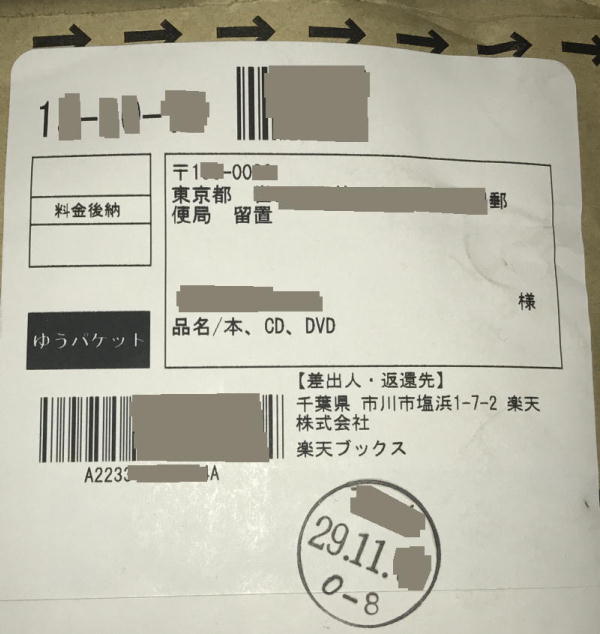 料金後納
東京都
郵
便局 留置
様
品名/本、CD、DVD
ゆうパケット
【差出人・返還先】
千葉県 市川市塩浜1-7-2 楽天
株式会社
楽天ブックス
29.11.
0-8